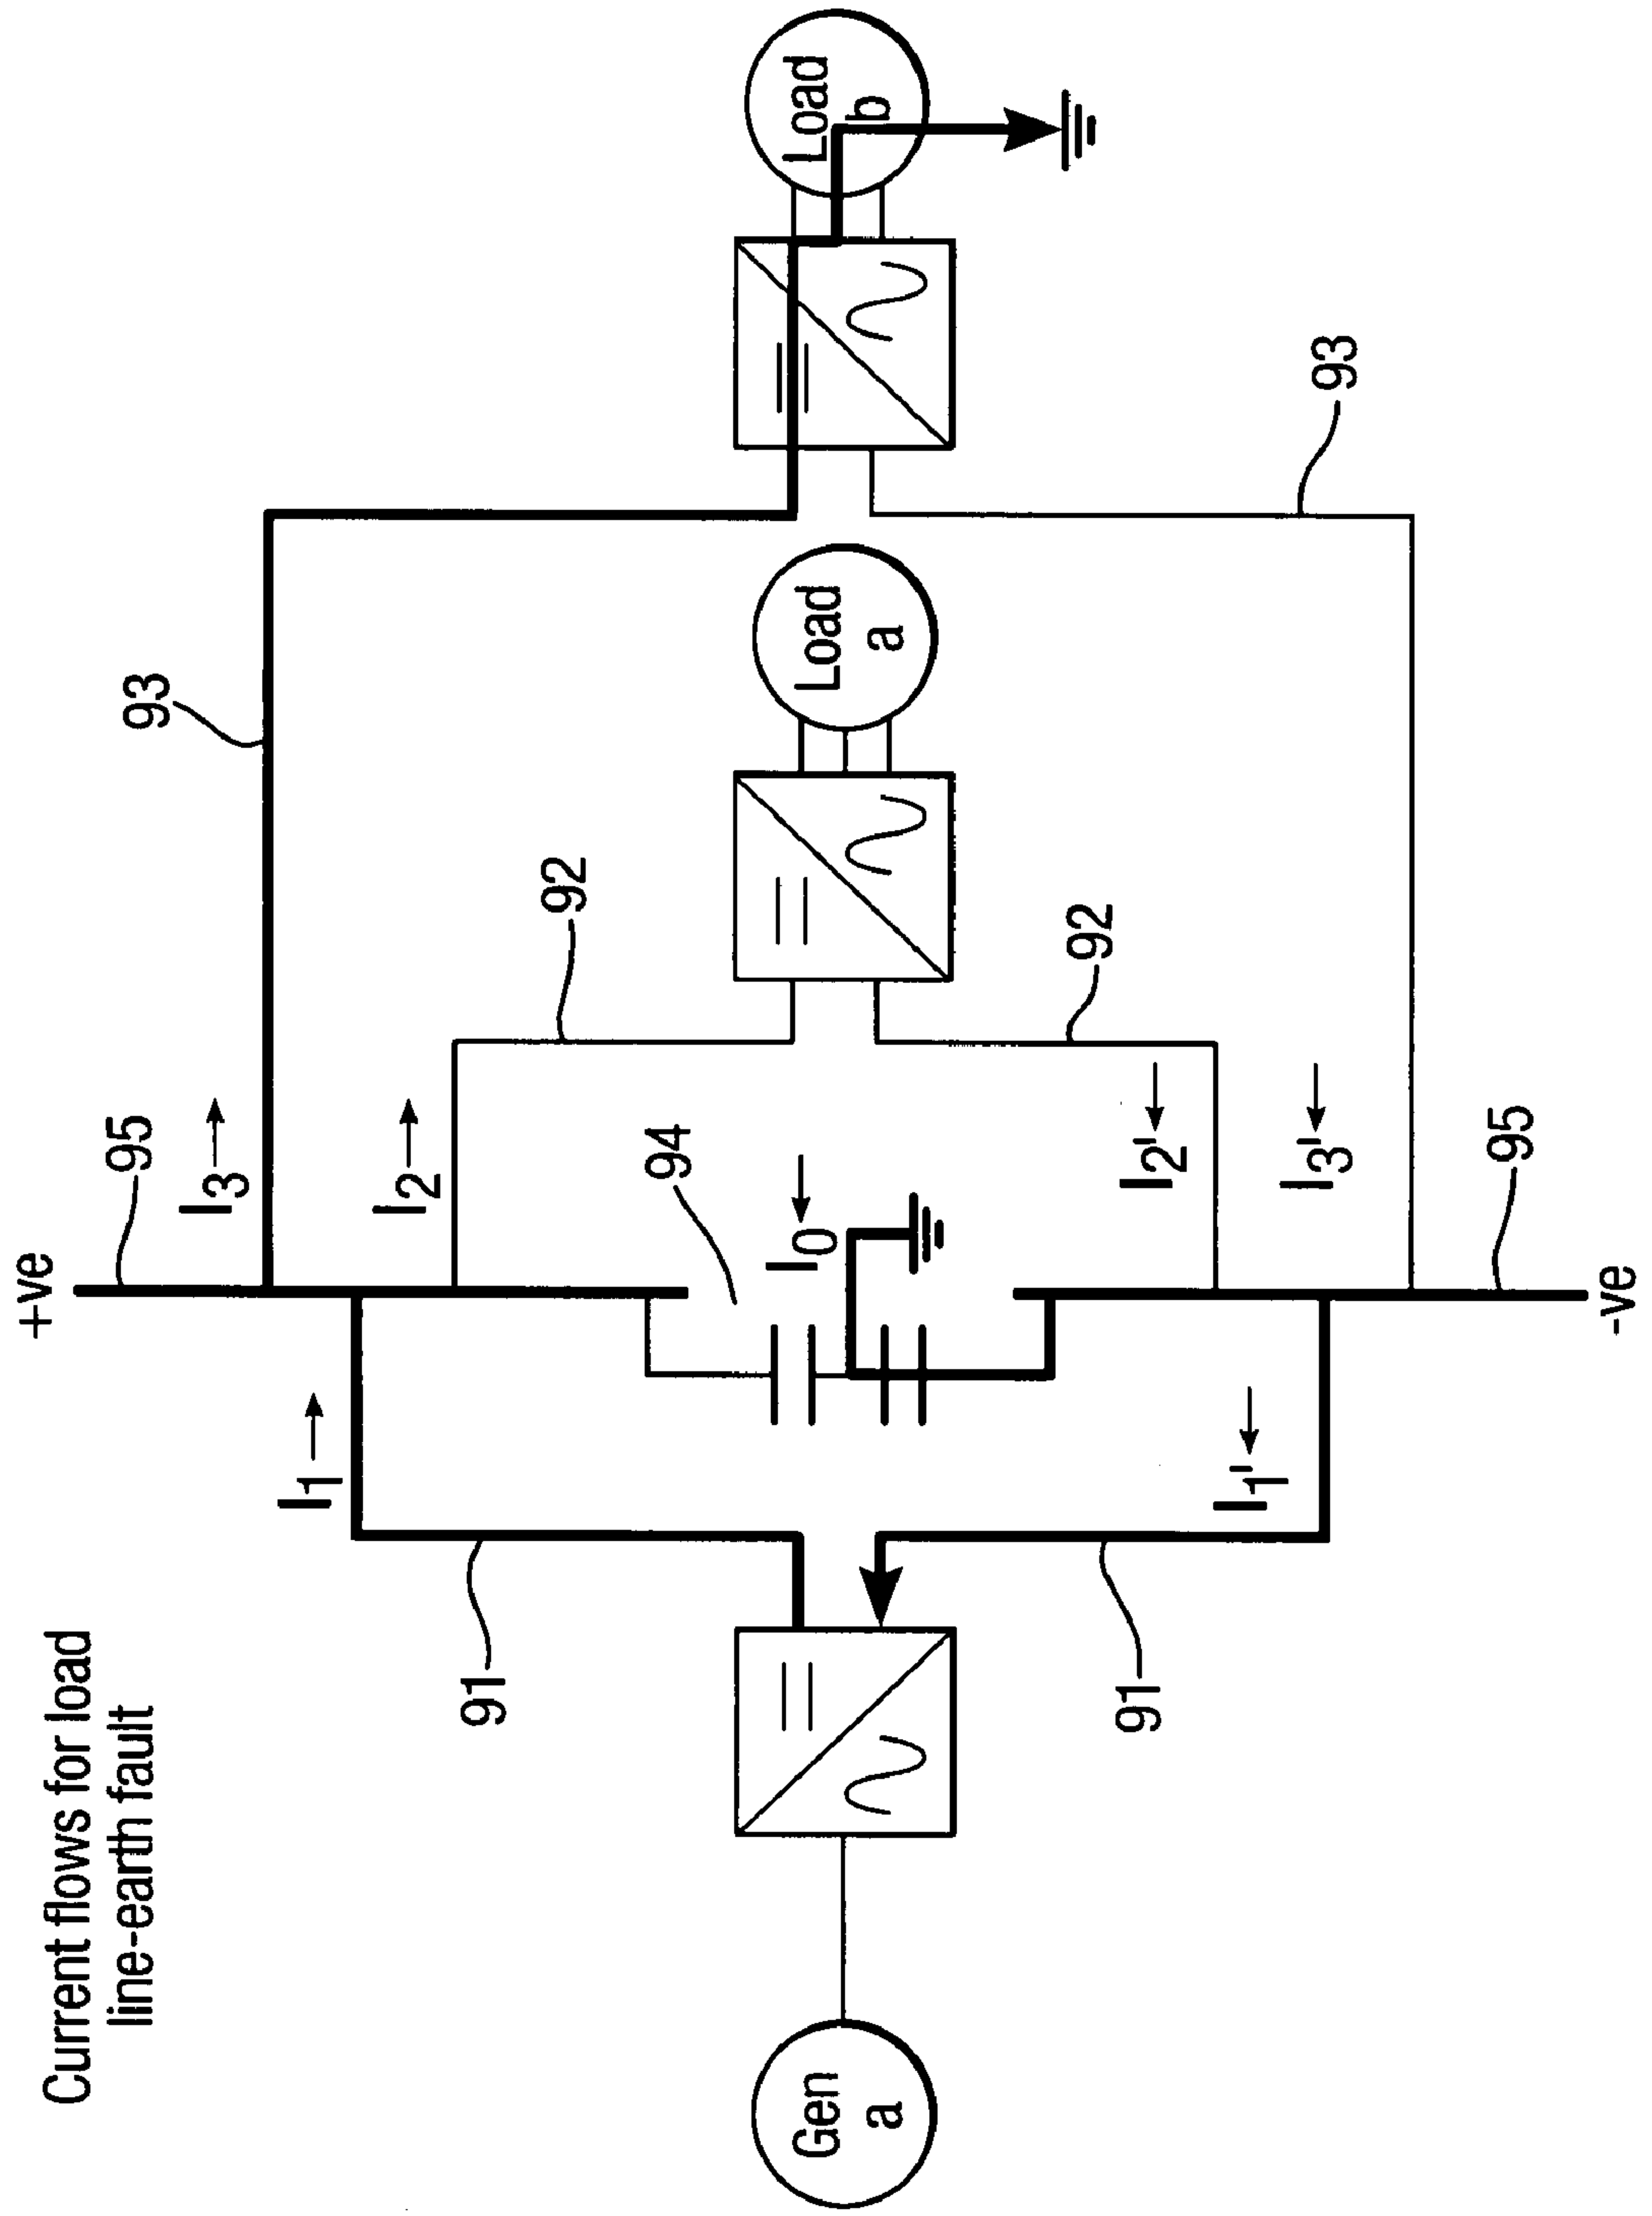 Current flows for load
line-earth fault
+ve
95
I3
93
I2
92
I1
91
94
I0
Gen
a
Load
a
Load
b
92
93
I2'
I3'
I1'
91
95
-ve